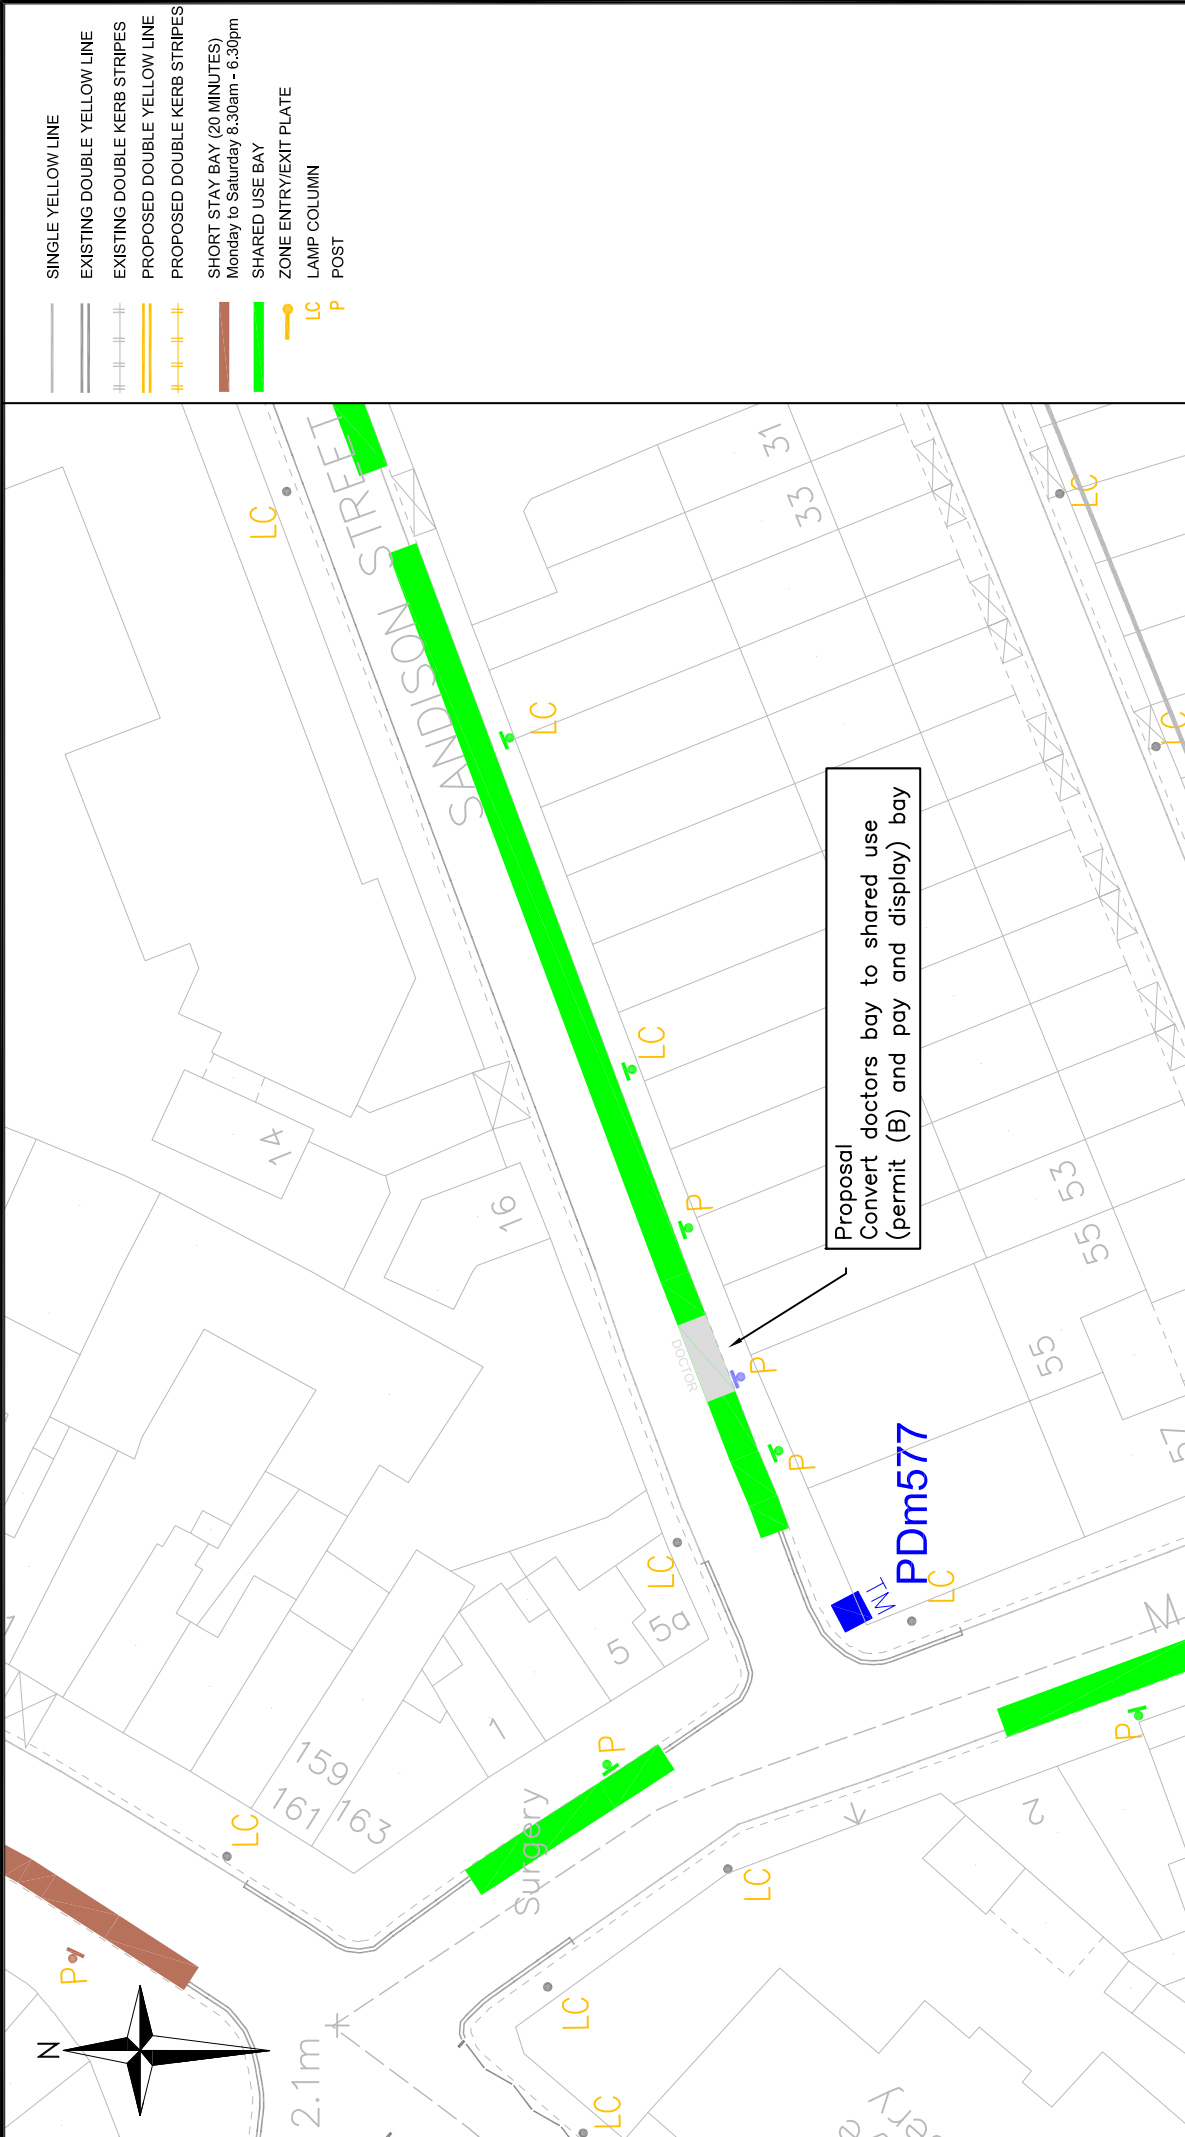 SINGLE YELLOW LINE
EXISTING DOUBLE YELLOW LINE
EXISTING DOUBLE KERB STRIPES
PROPOSED DOUBLE YELLOW LINE
PROPOSED DOUBLE KERB STRIPES
SHORT STAY BAY (20 MINUTES)
Monday to Saturday 8.30am - 6.30pm
SHARED USE BAY
ZONE ENTRY/EXIT PLATE
LC LAMP COLUMN
P POST
SANDISON STREET
LC
LC
LC
LC
LC
31
33
14
16
P
Proposal
Convert doctors bay to shared use
(permit (B) and pay and display) bay
DOCTOR
P
P
53
55
55
57
PDm577
TM
LC
LC
5a
5
1
159
161
163
LC
P
Surgery
M
P
2
LC
P
N
2.1m
LC
LC